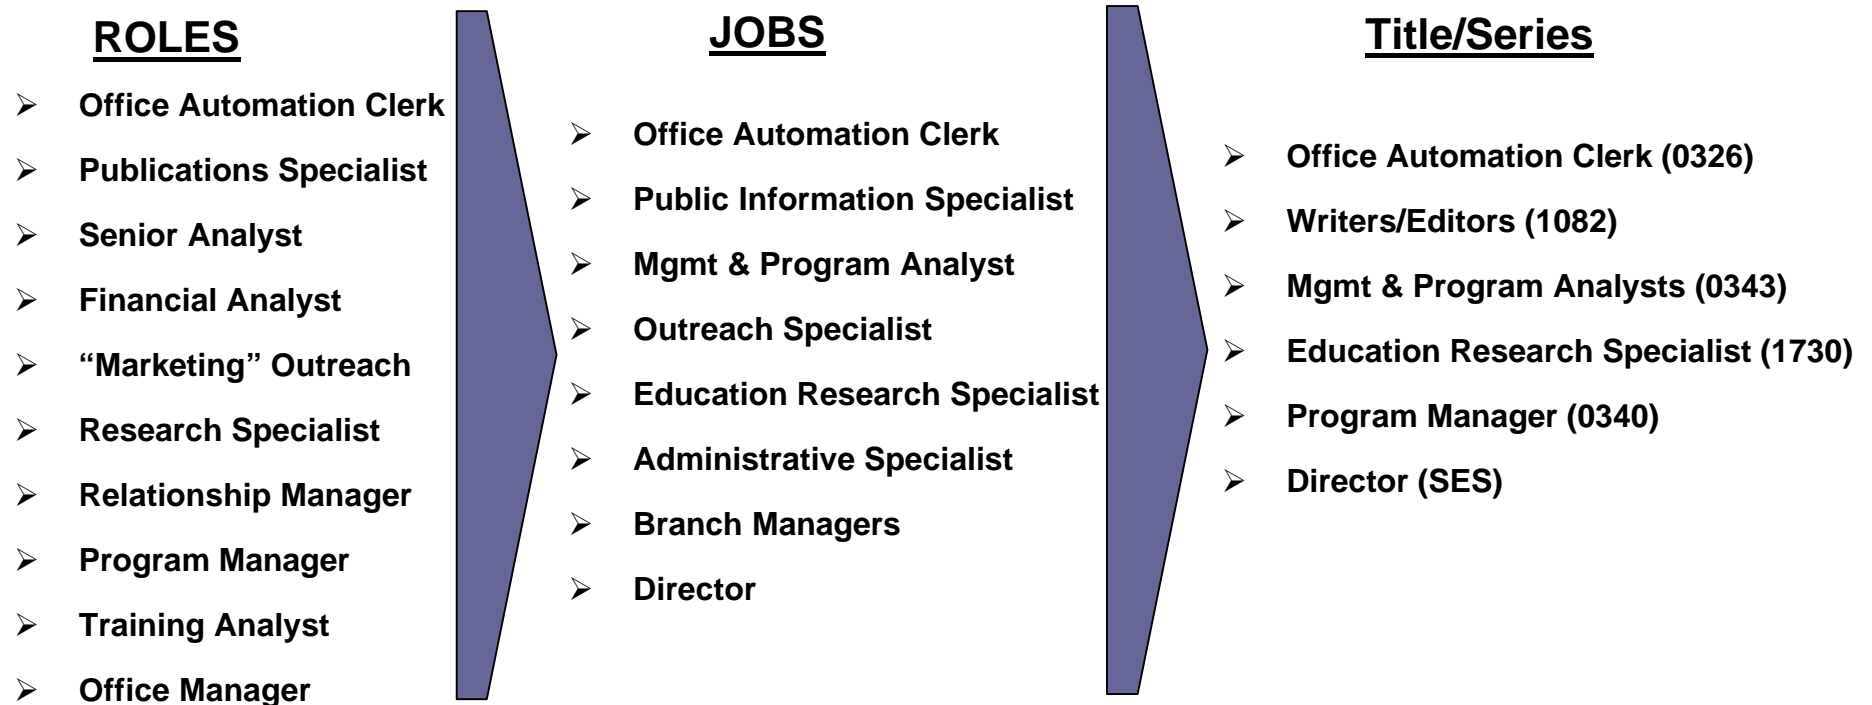 ROLES
Office Automation Clerk
Publications Specialist
Senior Analyst
Financial Analyst
“Marketing” Outreach
Research Specialist
Relationship Manager
Program Manager
Training Analyst
Office Manager
JOBS
Office Automation Clerk
Public Information Specialist
Mgmt & Program Analyst
Outreach Specialist
Education Research Specialist
Administrative Specialist
Branch Managers
Director
Title/Series
Office Automation Clerk (0326)
Writers/Editors (1082)
Mgmt & Program Analysts (0343)
Education Research Specialist (1730)
Program Manager (0340)
Director (SES)